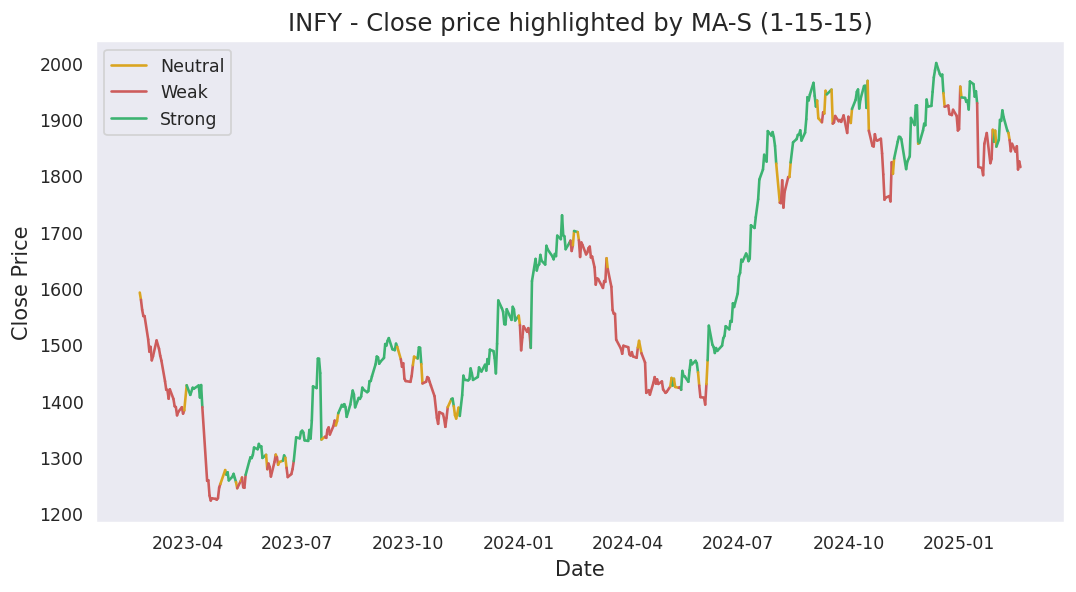 INFY - Close price highlighted by MA-S (1-15-15)
Neutral
Weak
Strong
2000
1900
1800
1700
1600
1500
1400
1300
1200
Close Price
2023-04 2023-07 2023-10 2024-01 2024-04 2024-07 2024-10 2025-01
Date